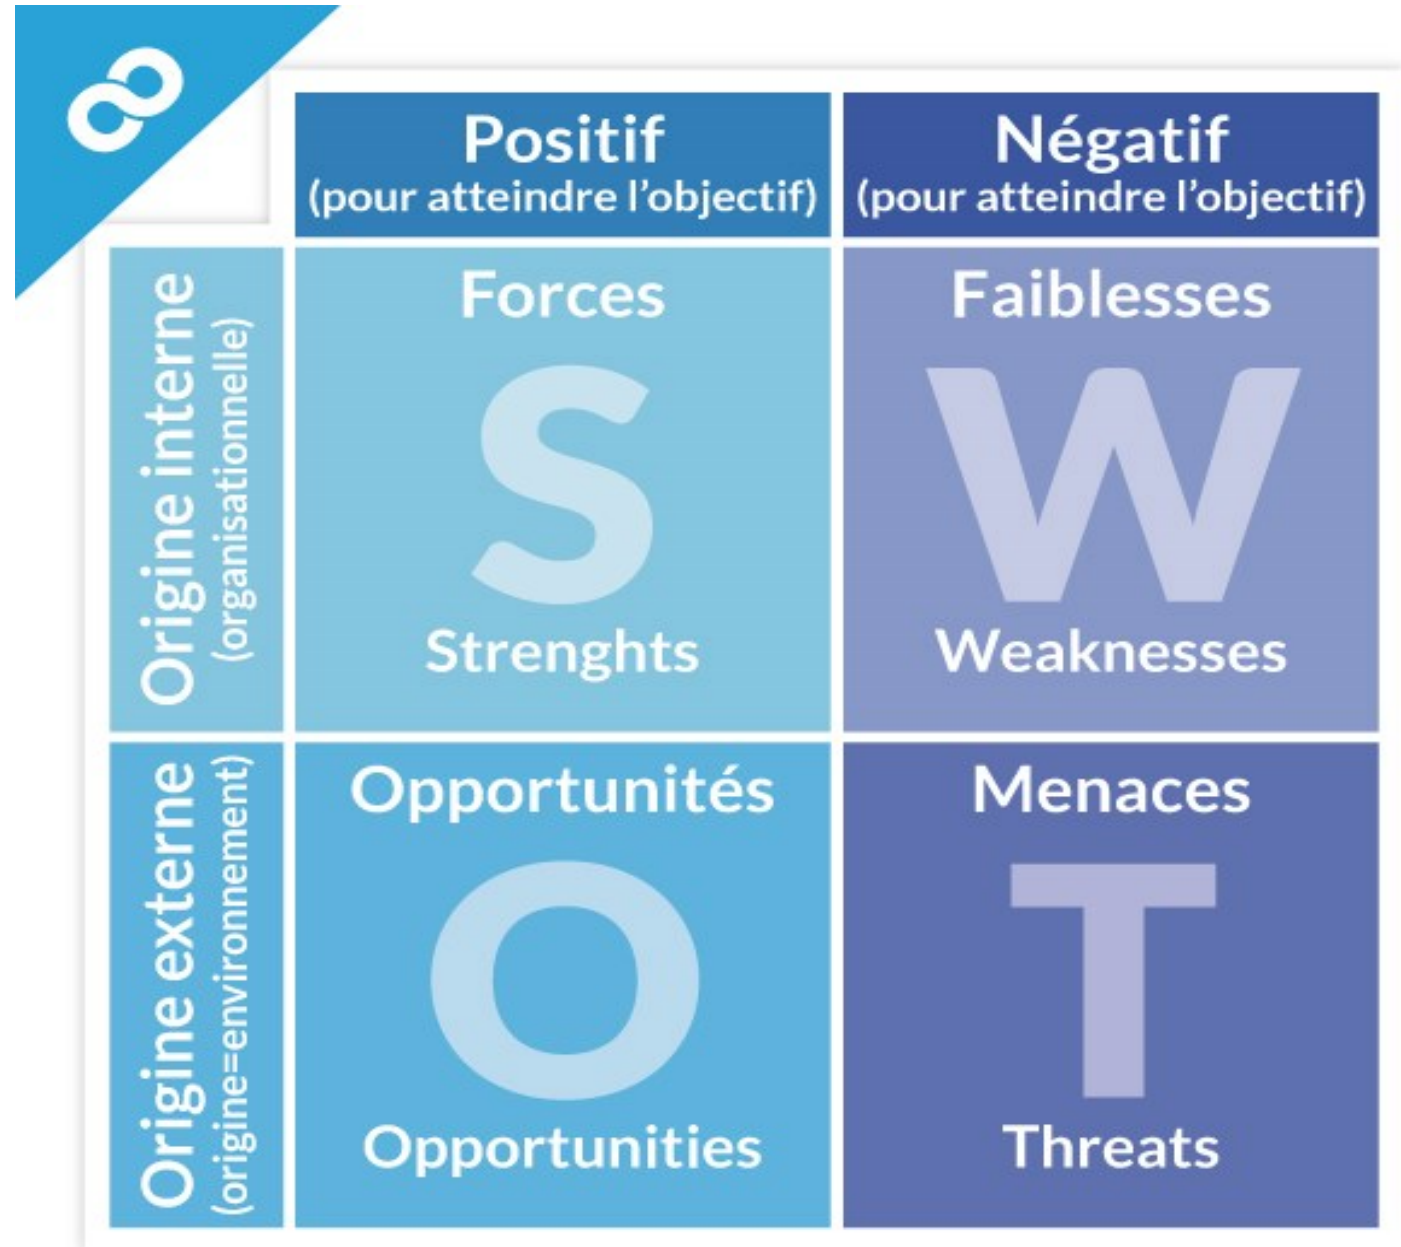 Positif
(pour atteindre l'objectif)
Négatif
(pour atteindre l'objectif)
Origine interne
(organisationnelle)
Forces
S
Strenghts
Faiblesses
W
Weaknesses
Origine externe
(origine=environnement)
Opportunités
O
Opportunities
Menaces
T
Threats